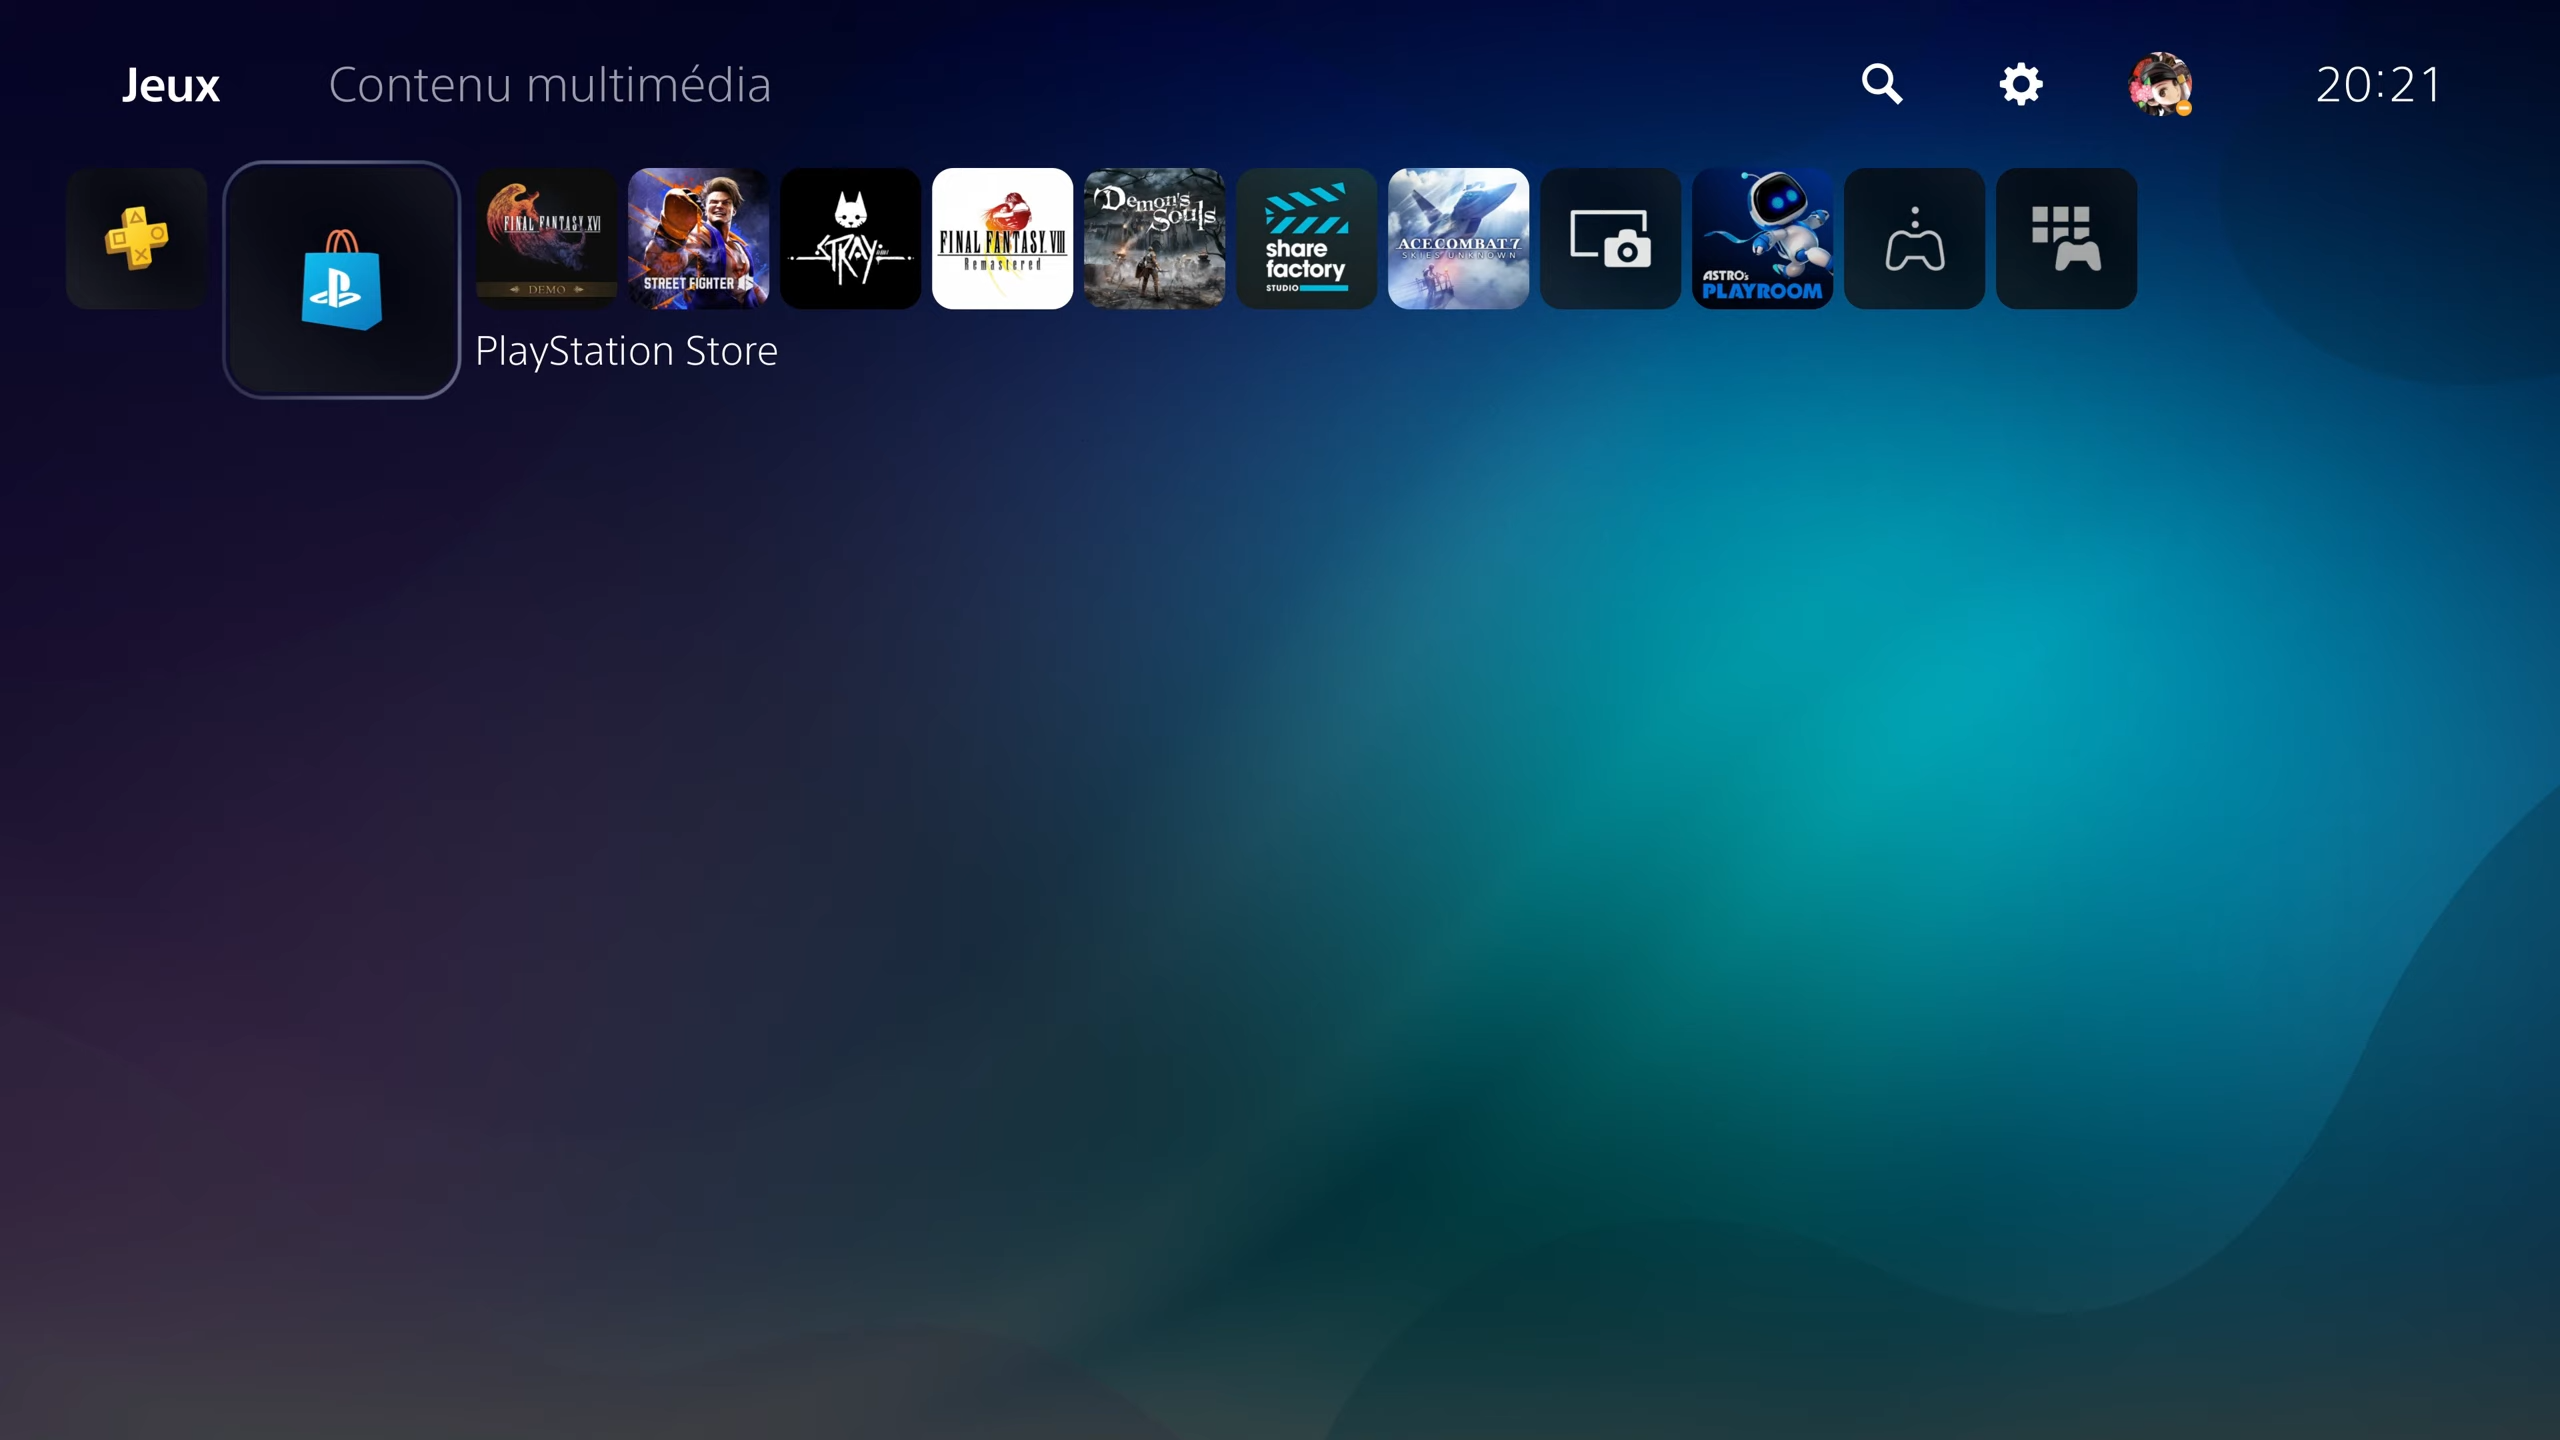 Jeux
Contenu multimédia
20:21
FINAL FANTASY XVI
DEMO
STREET FIGHTER 6
STRAY
FINAL FANTASY VIII
Remastered
Demon's
Souls
share
factory
STUDIO
ACE COMBAT 7
SKIES UNKNOWN
ASTRO's
PLAYROOM
PlayStation Store